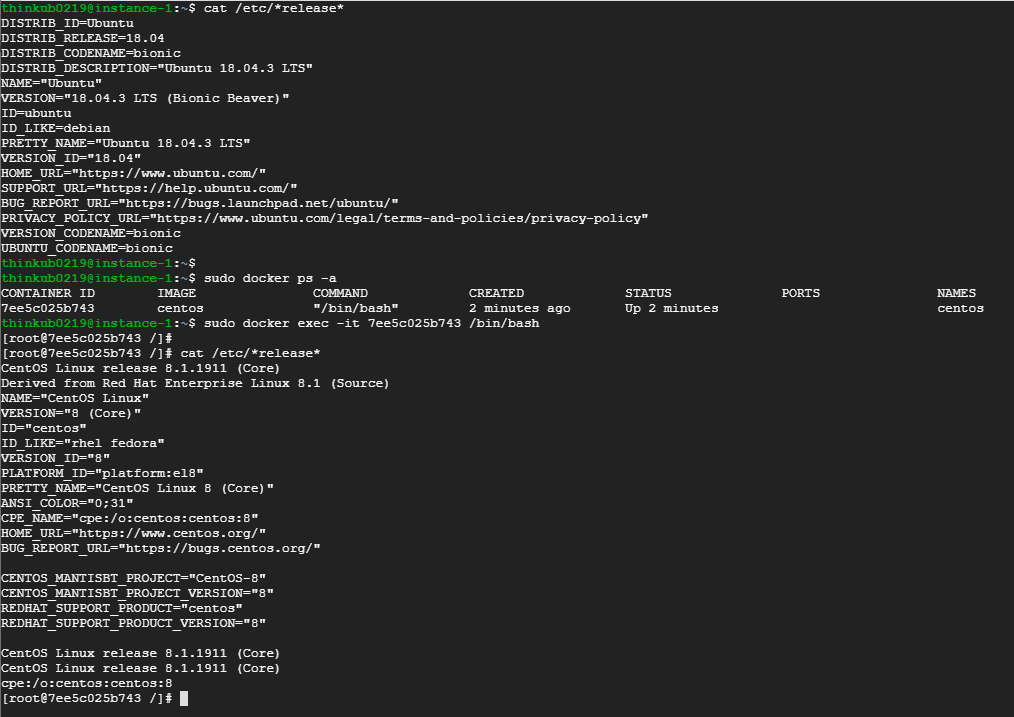 thinkub0219@instance-1:~$ cat /etc/*release*
DISTRIB_ID=Ubuntu
DISTRIB_RELEASE=18.04
DISTRIB_CODENAME=bionic
DISTRIB_DESCRIPTION="Ubuntu 18.04.3 LTS"
NAME="Ubuntu"
VERSION="18.04.3 LTS (Bionic Beaver)"
ID=ubuntu
ID_LIKE=debian
PRETTY_NAME="Ubuntu 18.04.3 LTS"
VERSION_ID="18.04"
HOME_URL="https://www.ubuntu.com/"
SUPPORT_URL="https://help.ubuntu.com/"
BUG_REPORT_URL="https://bugs.launchpad.net/ubuntu/"
PRIVACY_POLICY_URL="https://www.ubuntu.com/legal/terms-and-policies/privacy-policy"
VERSION_CODENAME=bionic
UBUNTU_CODENAME=bionic
thinkub0219@instance-1:~$
thinkub0219@instance-1:~$ sudo docker ps -a
CONTAINER ID        IMAGE               COMMAND             CREATED             STATUS              PORTS               NAMES
7ee5c025b743        centos              "/bin/bash"         2 minutes ago       Up 2 minutes                            centos
thinkub0219@instance-1:~$ sudo docker exec -it 7ee5c025b743 /bin/bash
[root@7ee5c025b743 /]#
[root@7ee5c025b743 /]# cat /etc/*release*
CentOS Linux release 8.1.1911 (Core)
Derived from Red Hat Enterprise Linux 8.1 (Source)
NAME="CentOS Linux"
VERSION="8 (Core)"
ID="centos"
ID_LIKE="rhel fedora"
VERSION_ID="8"
PLATFORM_ID="platform:el8"
PRETTY_NAME="CentOS Linux 8 (Core)"
ANSI_COLOR="0;31"
CPE_NAME="cpe:/o:centos:centos:8"
HOME_URL="https://www.centos.org/"
BUG_REPORT_URL="https://bugs.centos.org/"

CENTOS_MANTISBT_PROJECT="CentOS-8"
CENTOS_MANTISBT_PROJECT_VERSION="8"
REDHAT_SUPPORT_PRODUCT="centos"
REDHAT_SUPPORT_PRODUCT_VERSION="8"

CentOS Linux release 8.1.1911 (Core)
CentOS Linux release 8.1.1911 (Core)
cpe:/o:centos:centos:8
[root@7ee5c025b743 /]#